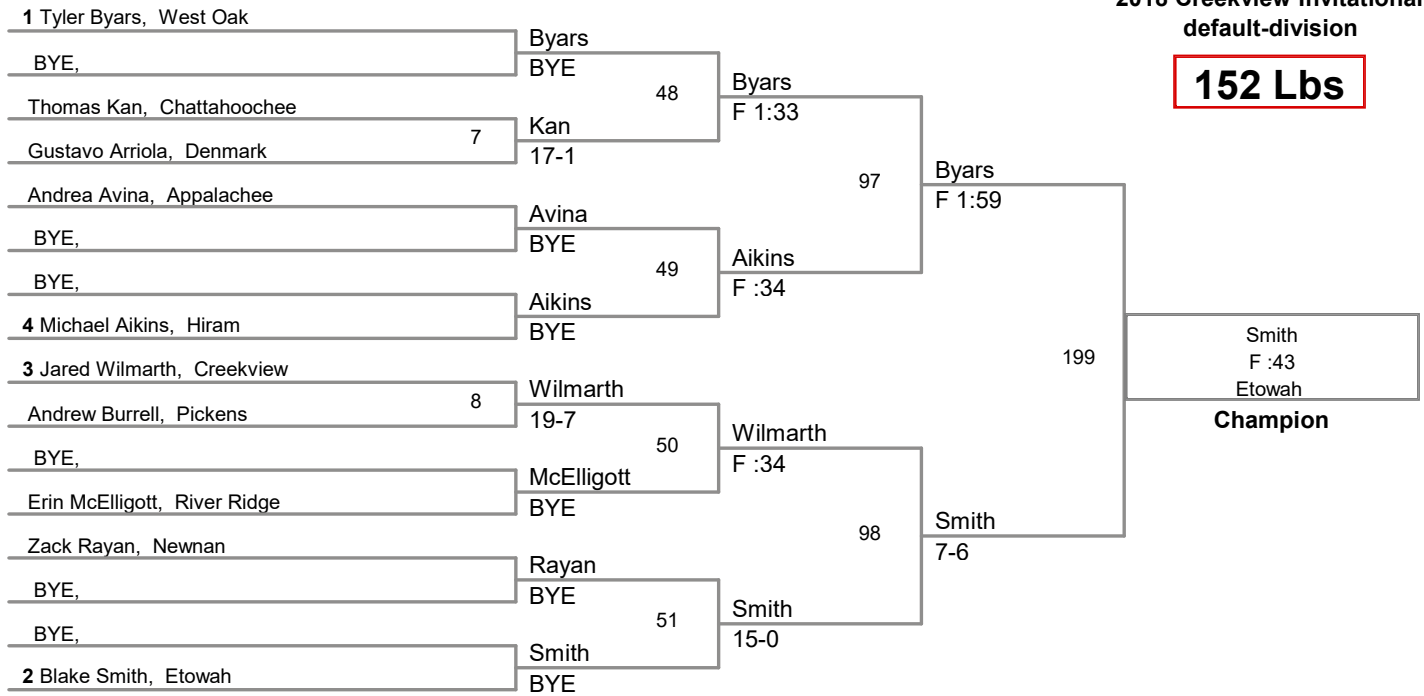 2018 Creekview Invitational
default-division
152 Lbs
1 Tyler Byars, West Oak
BYE,
Thomas Kan, Chattahoochee
Gustavo Arriola, Denmark
Andrea Avina, Appalachee
BYE,
BYE,
4 Michael Aikins, Hiram
3 Jared Wilmarth, Creekview
Andrew Burrell, Pickens
BYE,
Erin McElligott, River Ridge
Zack Rayan, Newnan
BYE,
BYE,
2 Blake Smith, Etowah
7
8
Byars
BYE
Kan
17-1
Avina
BYE
Aikins
BYE
Wilmarth
19-7
McElligott
BYE
Rayan
BYE
Smith
BYE
48
49
50
51
Byars
F 1:33
Aikins
F :34
Wilmarth
F :34
Smith
15-0
97
98
Byars
F 1:59
Smith
7-6
199
Smith
F :43
Etowah
Champion